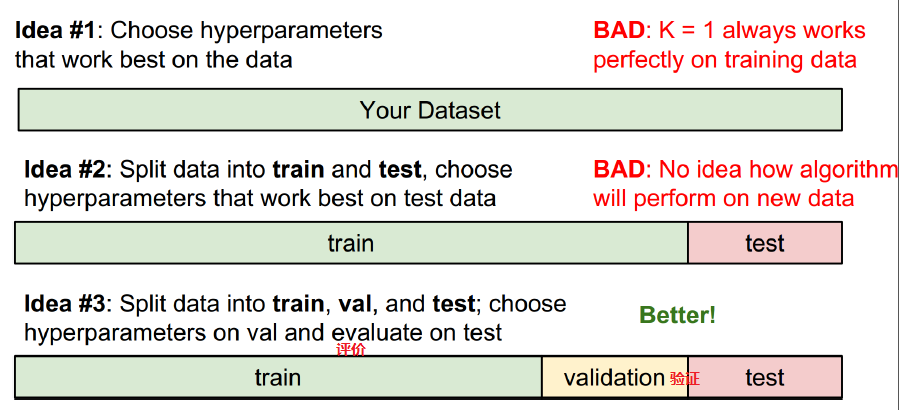 Idea #1: Choose hyperparameters
that work best on the data
BAD: K = 1 always works
perfectly on training data
Your Dataset
Idea #2: Split data into train and test, choose
hyperparameters that work best on test data
BAD: No idea how algorithm
will perform on new data
train
test
Idea #3: Split data into train, val, and test; choose
hyperparameters on val and evaluate on test
评价
Better!
train
validation
验证
test